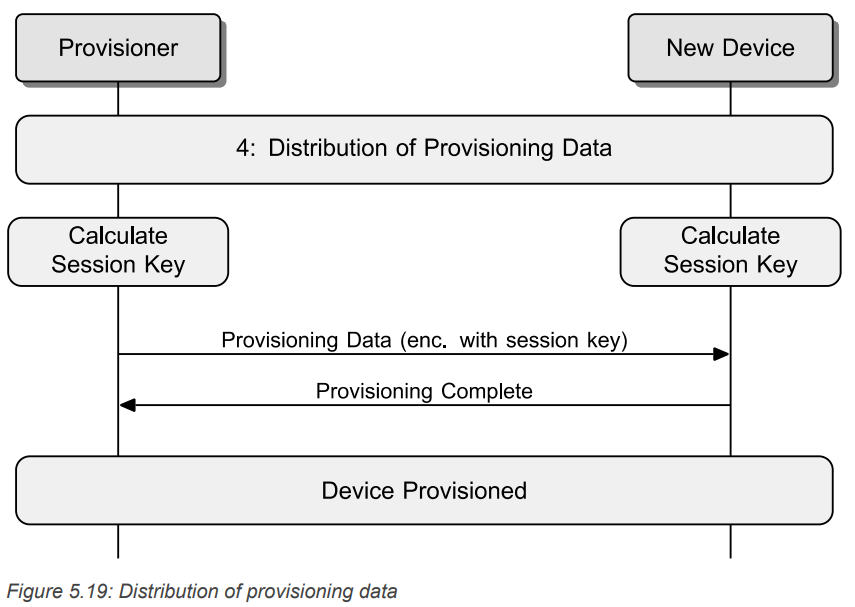 Provisioner
New Device
4: Distribution of Provisioning Data
Calculate
Session Key
Calculate
Session Key
Provisioning Data (enc. with session key)
Provisioning Complete
Device Provisioned
Figure 5.19: Distribution of provisioning data